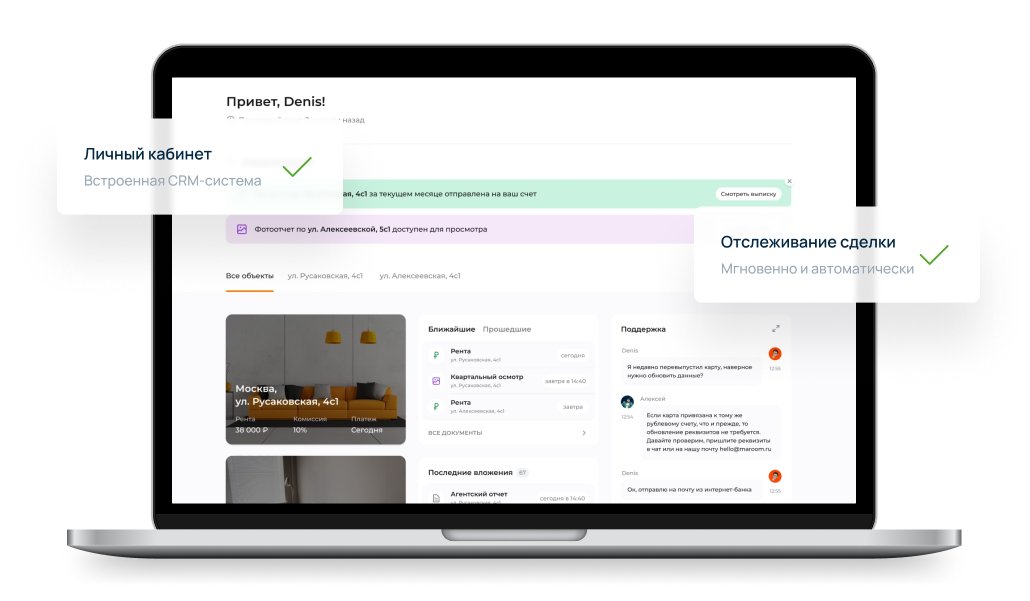 Привет, Denis!
назад
Личный кабинет
Встроенная CRM-система
ая, 4с1 за текущем месяце отправлена на ваш счет
Смотреть выписку
Фотоотчет по ул. Алексеевской, 5с1 доступен для просмотра
Отслеживание сделки
Мгновенно и автоматически
Все объекты
ул. Русаковская, 4с1
ул. Алексеевская, 4с1
Москва,
ул. Русаковская, 4с1
Рента
Комиссия
Платеж
38 000 ₽
10%
Сегодня
Ближайшие
Прошедшие
Рента
ул. Русаковская, 4с1
сегодня
Квартальный осмотр
ул. Русаковская, 4с1
завтра в 14:40
Рента
ул. Алексеевская, 4с1
завтра
ВСЕ ДОКУМЕНТЫ
Последние вложения 67
Агентский отчет
ул. Русаковская, 4с1
сегодня в 14:40
Поддержка
Denis
Я недавно перевыпустил карту, наверное
нужно обновить данные?
12:55
Алексей
12:54
Если карта привязана к тому же
рублевому счету, что и прежде, то
обновление реквизитов не требуется.
Давайте проверим, пришлите реквизиты
в чат или на нашу почту hello@maroom.ru
Denis
Ок, отправлю на почту из интернет-банка
12:55